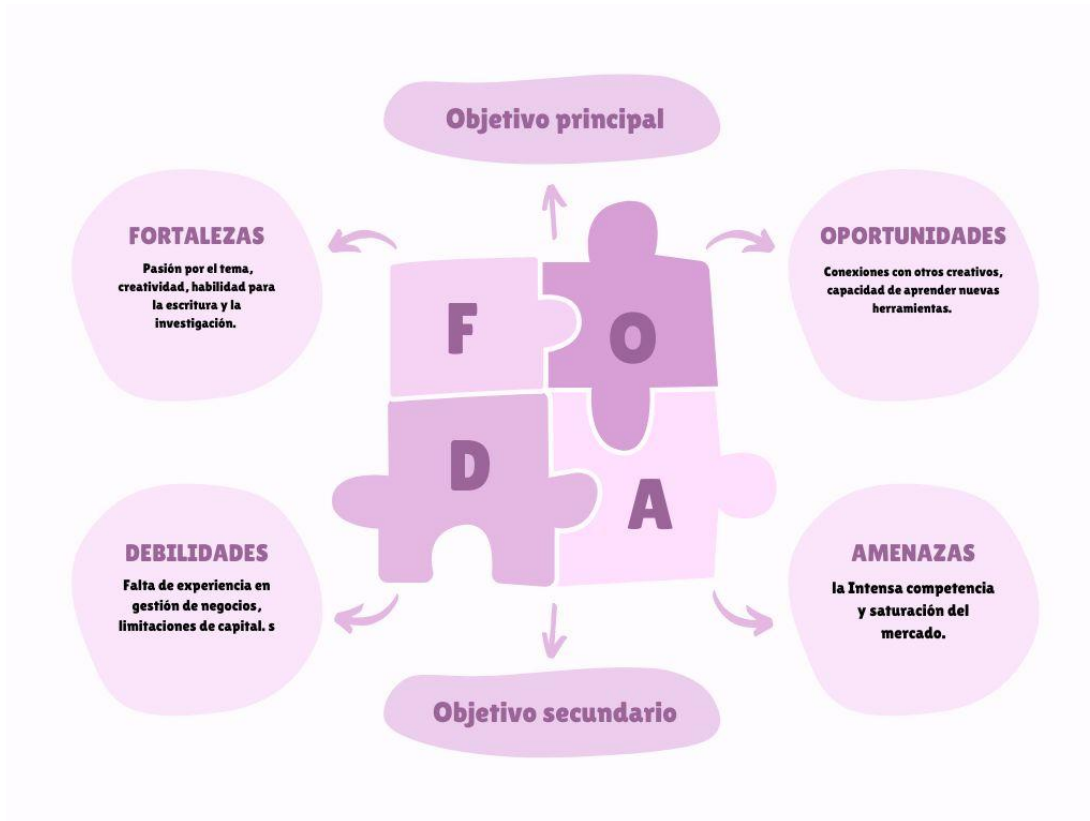 Objetivo principal
FORTALEZAS
Pasión por el tema,
creatividad, habilidad para
la escritura y la
investigación.
OPORTUNIDADES
Conexiones con otros creativos,
capacidad de aprender nuevas
herramientas.
F
O
D
A
DEBILIDADES
Falta de experiencia en
gestión de negocios,
limitaciones de capital. s
AMENAZAS
la Intensa competencia
y saturación del
mercado.
Objetivo secundario